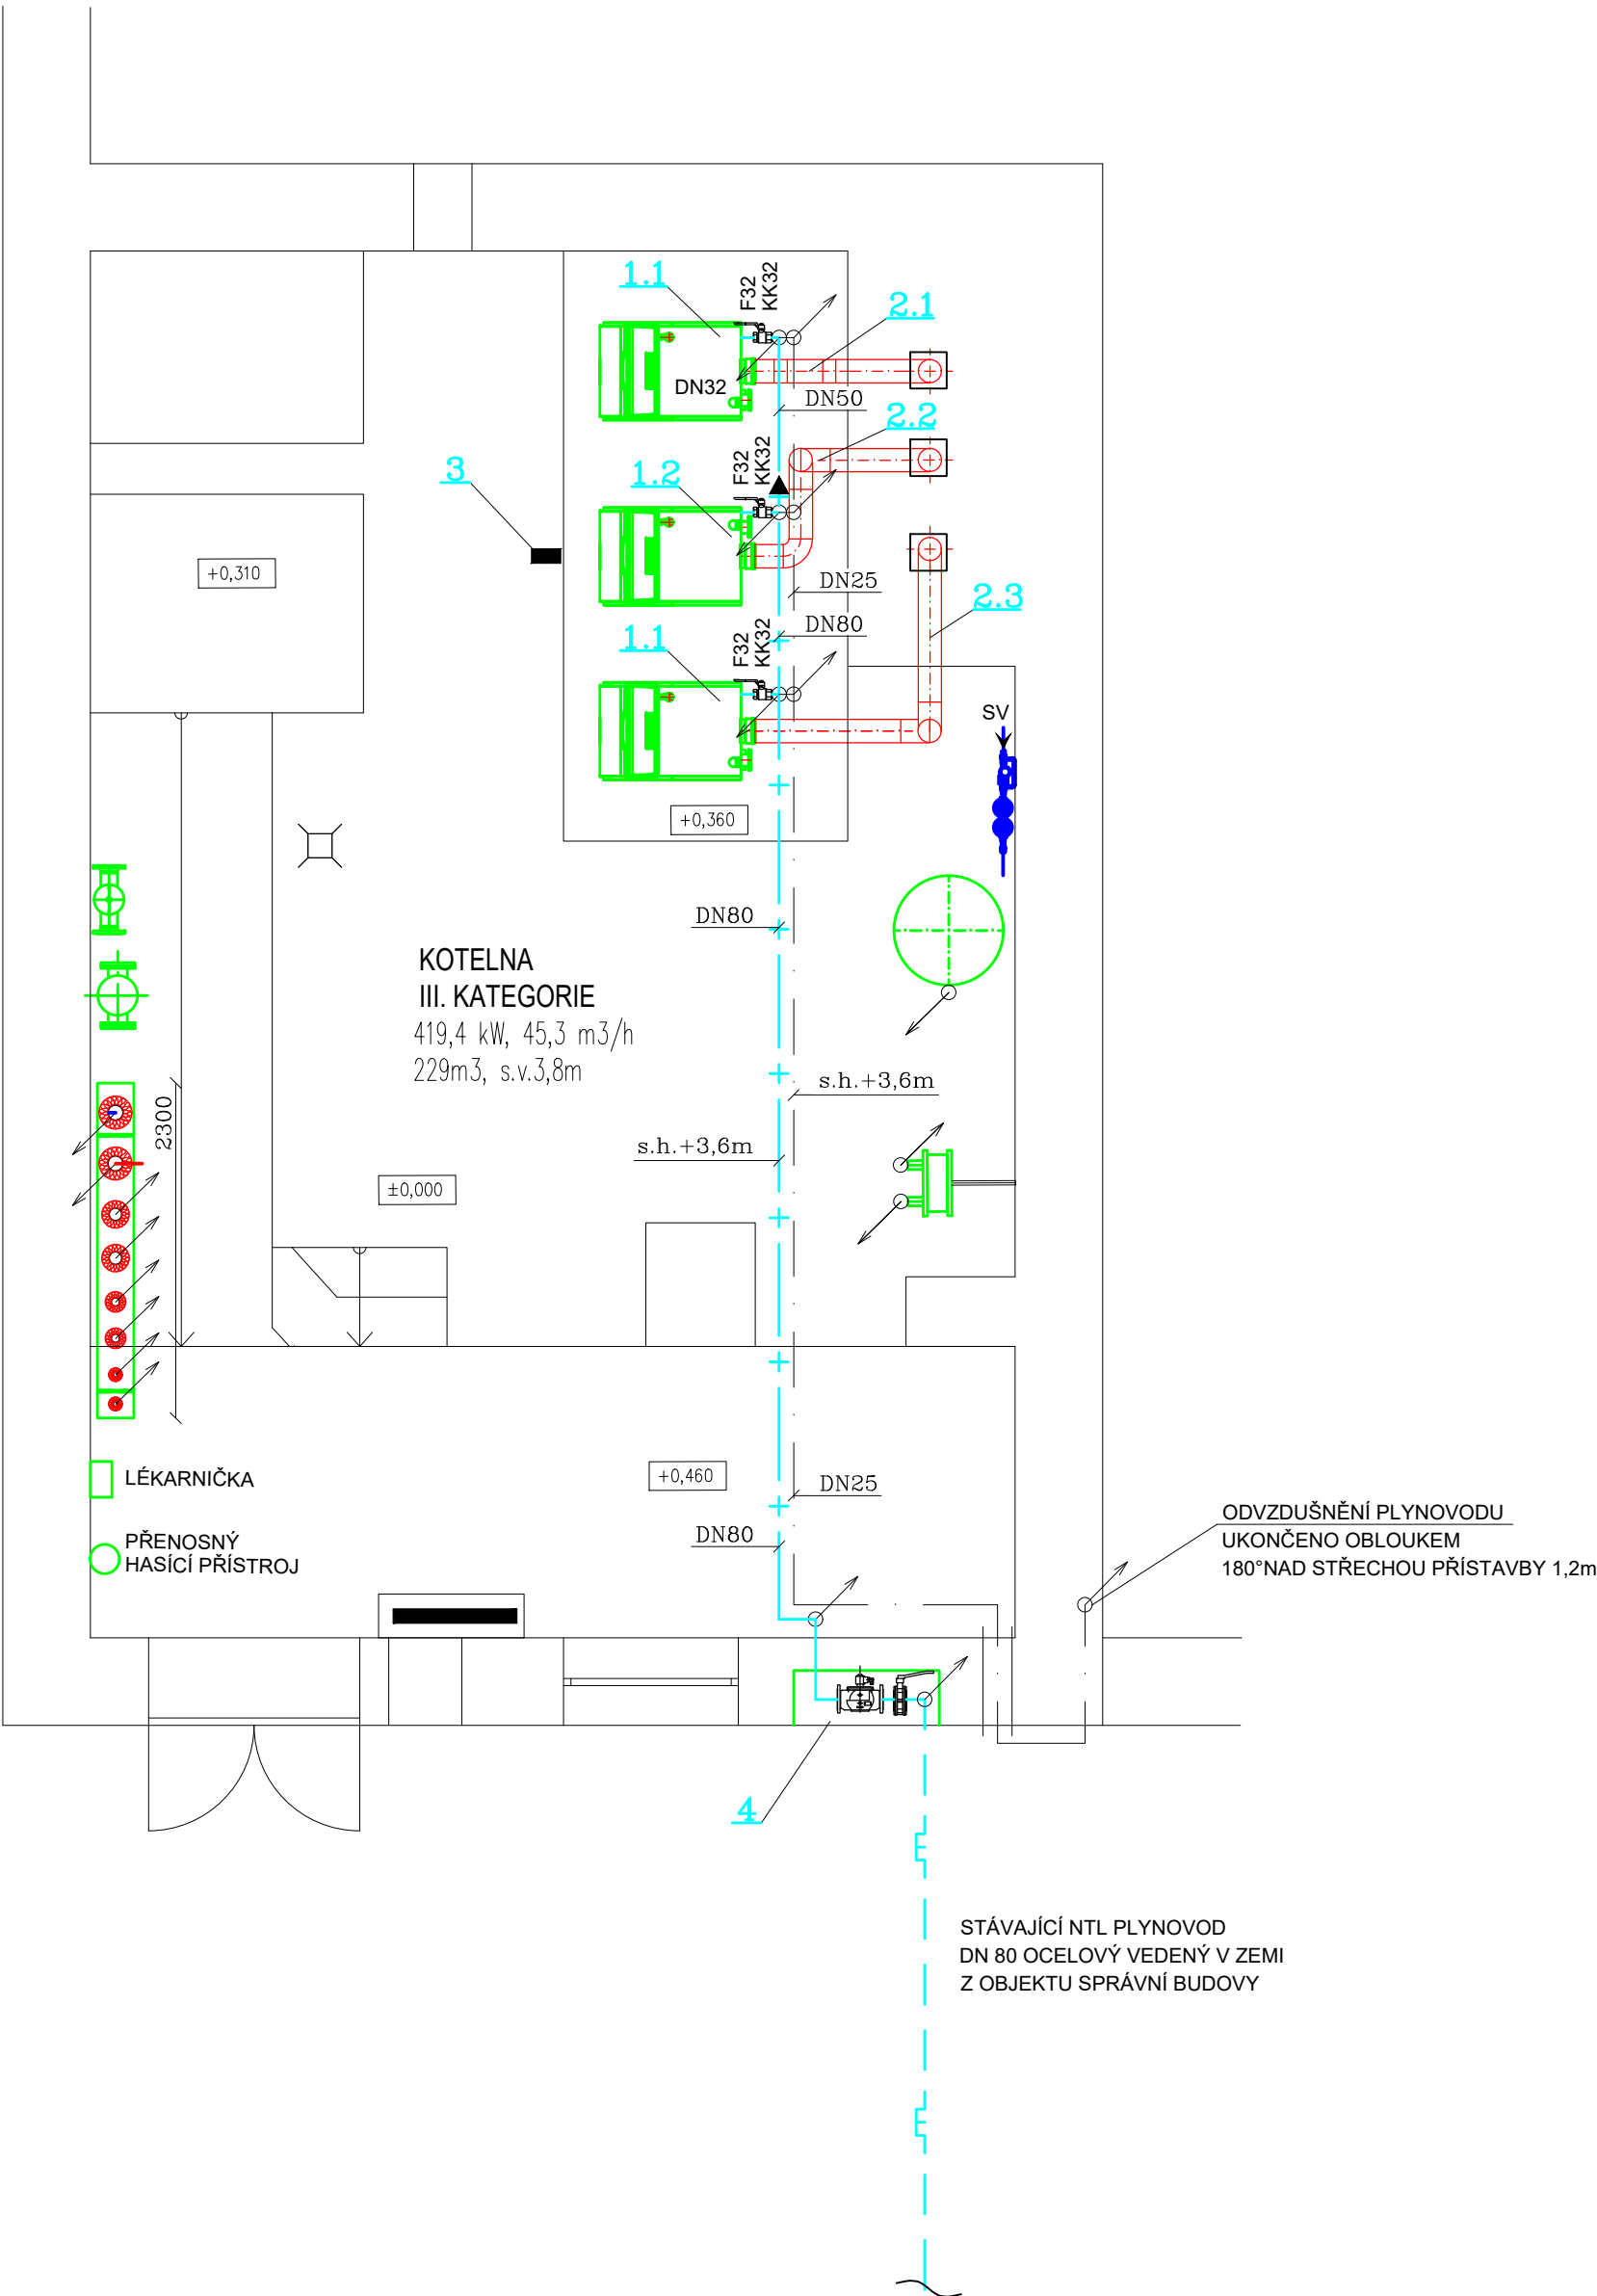 1.1
F32
KK32
2.1
DN32
DN50
2.2
3
1.2
F32
KK32
+0,310
DN25
2.3
DN80
1.1
F32
KK32
SV
+0,360
DN80
KOTELNA
III. KATEGORIE
419,4 kW, 45,3 m3/h
229m3, s.v.3,8m
s.h.+3,6m
2300
s.h.+3,6m
±0,000
LÉKARNIČKA
+0,460
DN25
DN80
PŘENOSNÝ
HASÍCÍ PŘÍSTROJ
ODVZDUŠNĚNÍ PLYNOVODU
UKONČENO OBLOUKEM
180°NAD STŘECHOU PŘÍSTAVBY 1,2m
4
STÁVAJÍCÍ NTL PLYNOVOD
DN 80 OCELOVÝ VEDENÝ V ZEMI
Z OBJEKTU SPRÁVNÍ BUDOVY